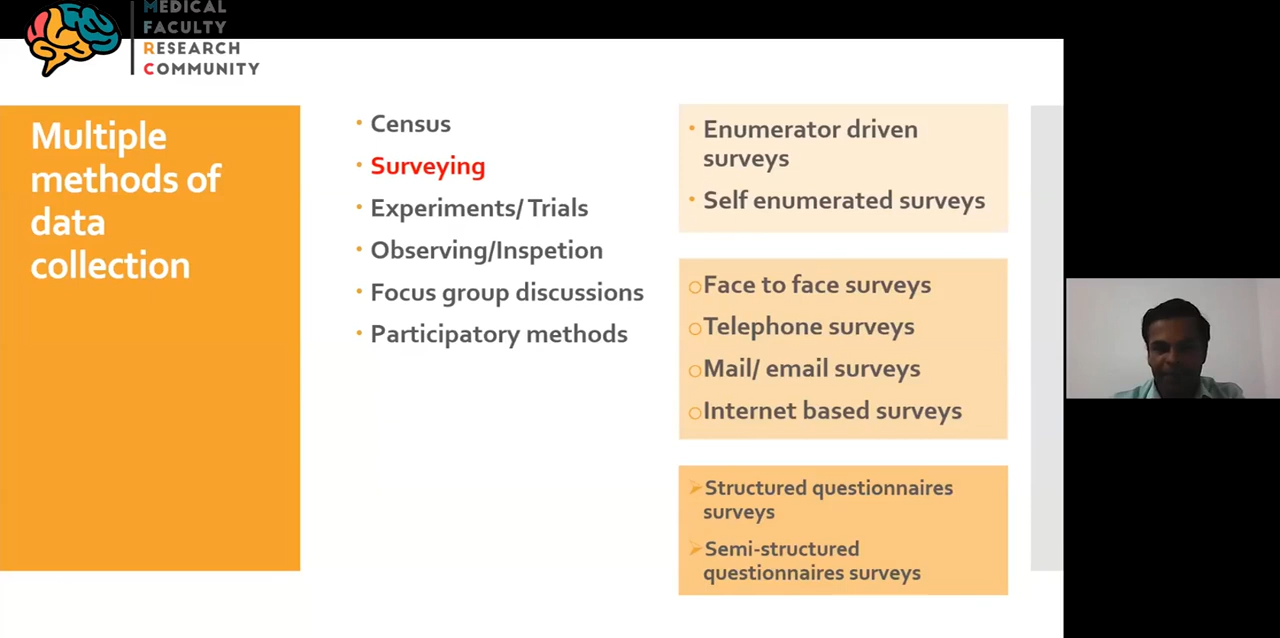 MEDICAL
FACULTY
RESEARCH
COMMUNITY
Multiple
methods of
data
collection
• Census
• Surveying
• Experiments/ Trials
• Observing/Inspetion
• Focus group discussions
• Participatory methods
• Enumerator driven
surveys
• Self enumerated surveys
○Face to face surveys
○Telephone surveys
○Mail/ email surveys
○Internet based surveys
➢Structured questionnaires
surveys
➢Semi-structured
questionnaires surveys